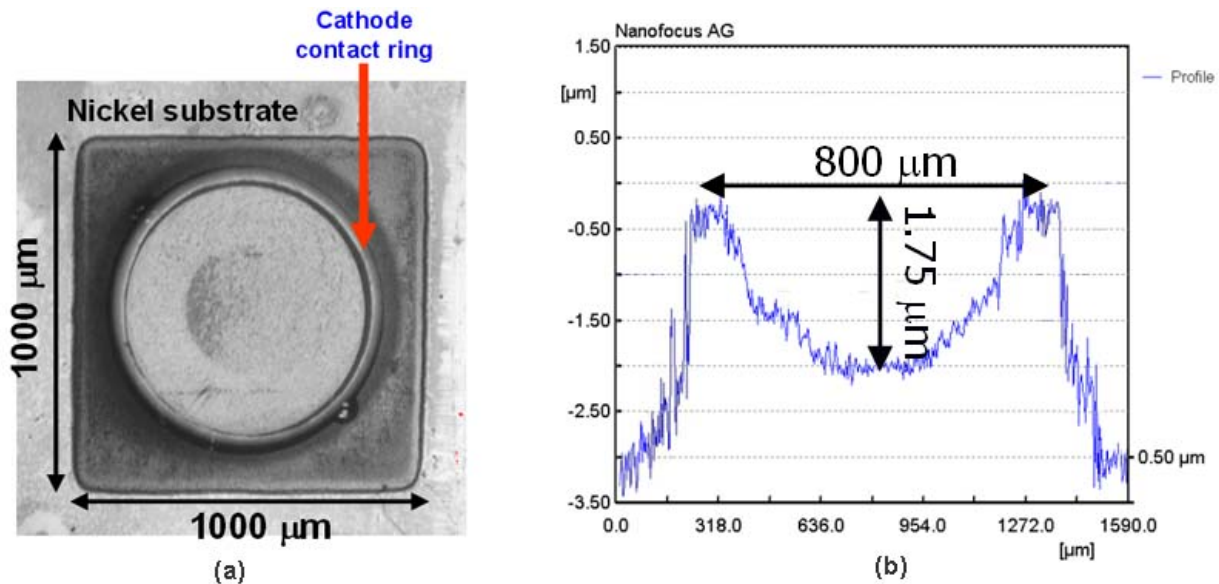 Cathode
contact ring
Nickel substrate
1000 µm
1000 µm
(a)
Nanofocus AG
1.50
[µm]
0.50
-0.50
-1.50
-2.50
-3.50
0.0 318.0 636.0 954.0 1272.0 1590.0
[µm]
800 µm
1.75 µm
Profile
0.50 µm
(b)